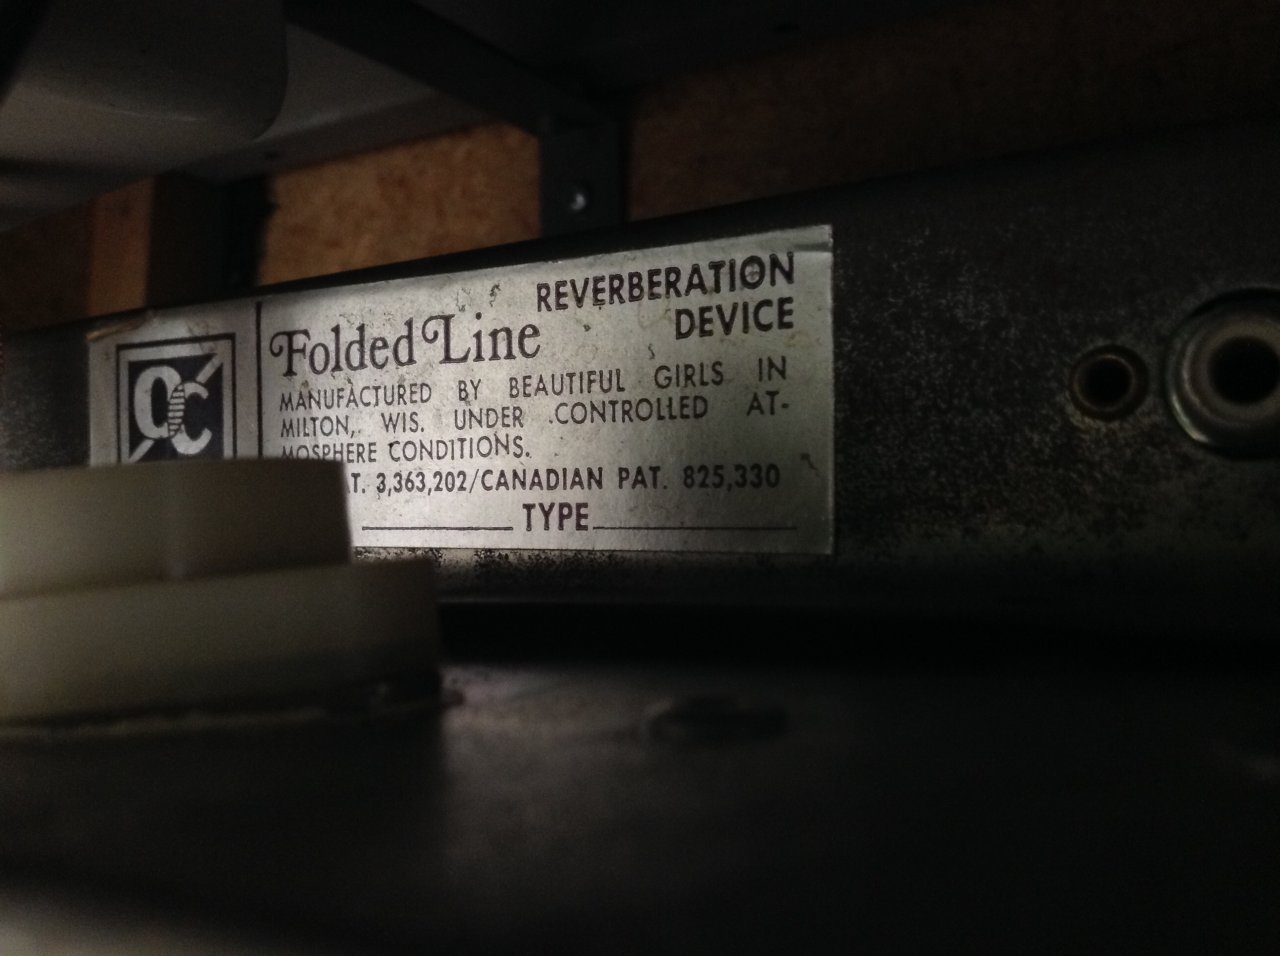 OC
REVERBERATION
Folded Line DEVICE
MANUFACTURED BY BEAUTIFUL GIRLS IN
MILTON, WIS. UNDER CONTROLLED AT-
MOSPHERE CONDITIONS.
T. 3,363,202/CANADIAN PAT. 825,330
TYPE